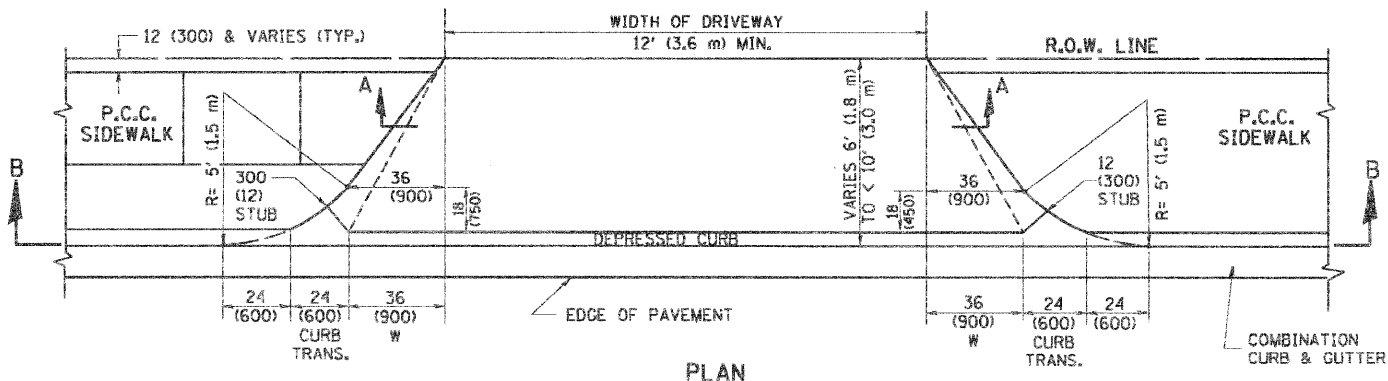 WIDTH OF DRIVEWAY
12' (3.6 m) MIN.
12 (300) & VARIES (TYP.)
R.O.W. LINE
A
A
P.C.C.
SIDEWALK
P.C.C.
SIDEWALK
B
B
R= 5' (1.5 m)
300
(12)
STUB
36
(900)
18
(750)
VARIES 6' (1.8 m)
TO < 10' (3.0 m)
36
(900)
18
(450)
12
(300)
STUB
R= 5' (1.5 m)
DEPRESSED CURB
24
(600)
24
(600)
CURB
TRANS.
36
(900)
W
EDGE OF PAVEMENT
36
(900)
W
24
(600)
CURB
TRANS.
24
(600)
COMBINATION
CURB & GUTTER
PLAN